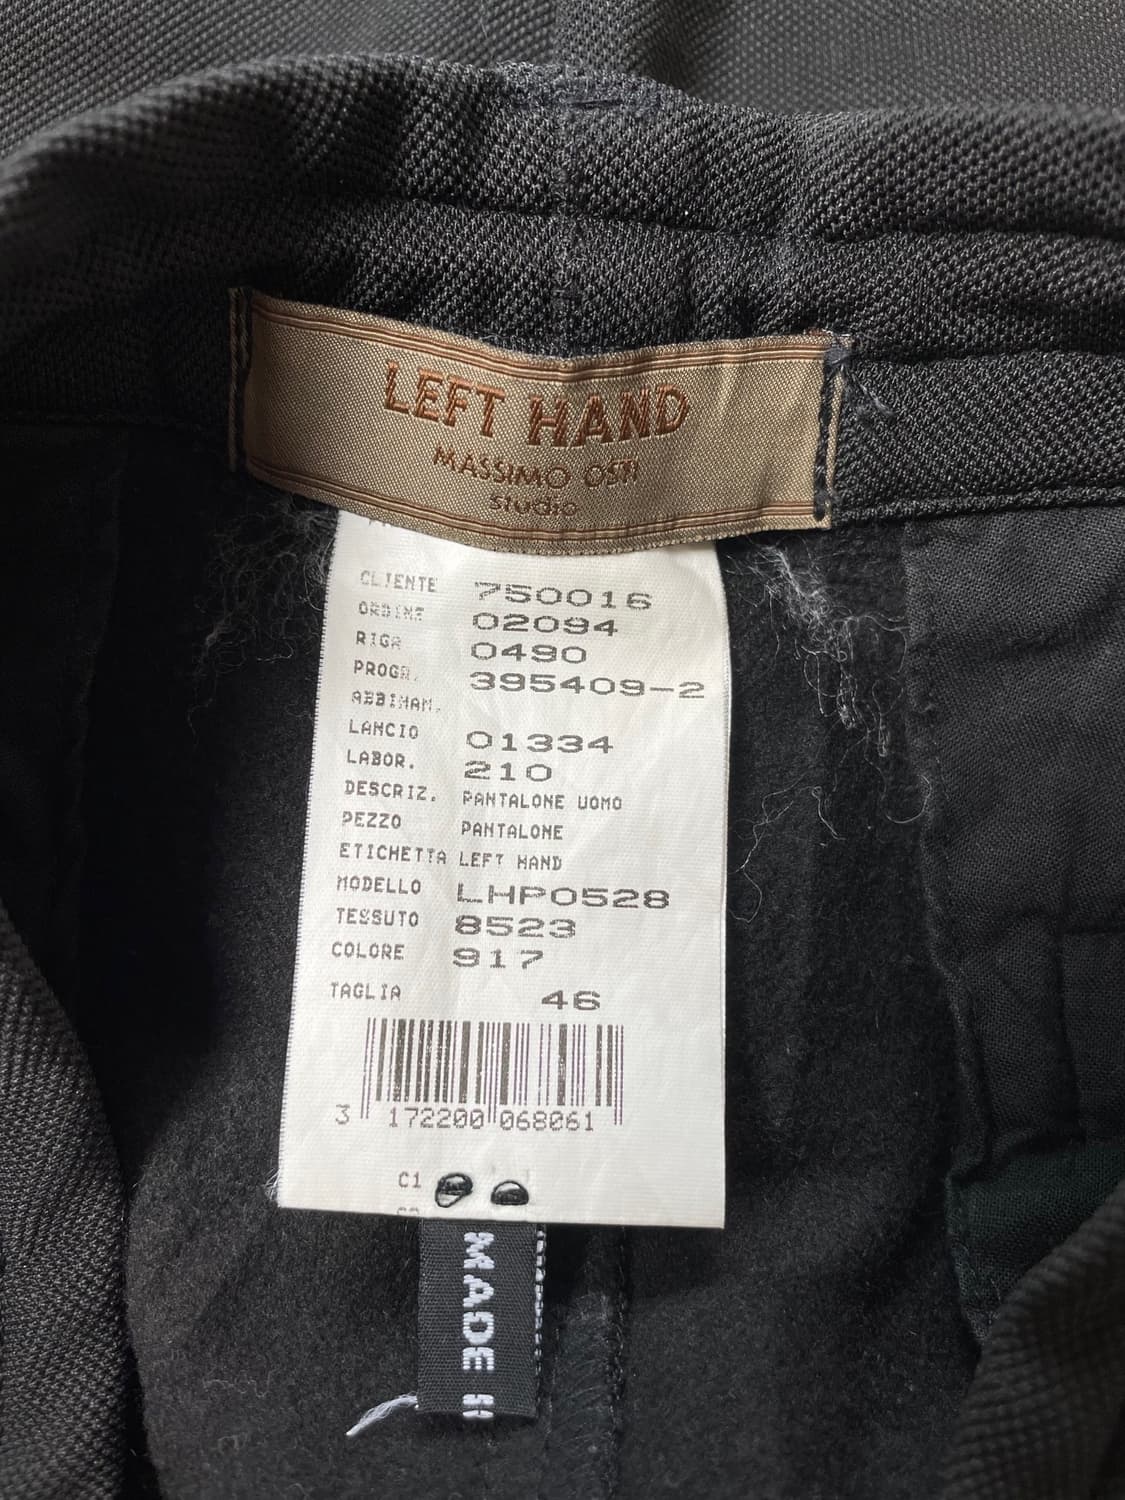 LEFT HAND
MASSIMO OSTI
studio
CLIENTE 750016
ORDINE 02094
RIGA 0490
PROGR. 395409-2
ABBINAM.
LANCIO 01334
LABOR. 210
DESCRIZ. PANTALONE UOMO
PEZZO PANTALONE
ETICHETTA LEFT HAND
MODELLO LHP0528
TESSUTO 8523
COLORE 917
TAGLIA 46
3 172200 068061
C1
MADE